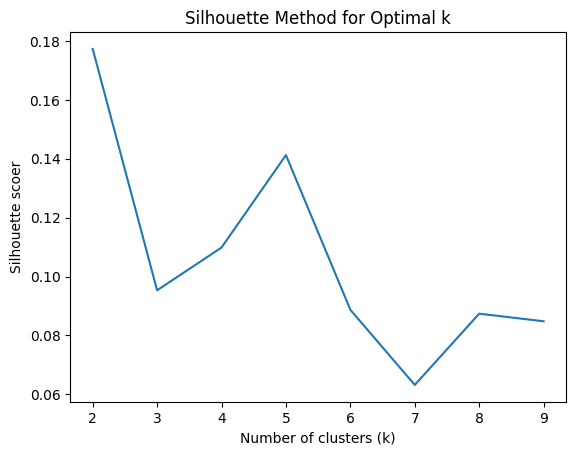 Silhouette Method for Optimal k
0.18
0.16
0.14
0.12
0.10
0.08
0.06
Silhouette scoer
2 3 4 5 6 7 8 9
Number of clusters (k)